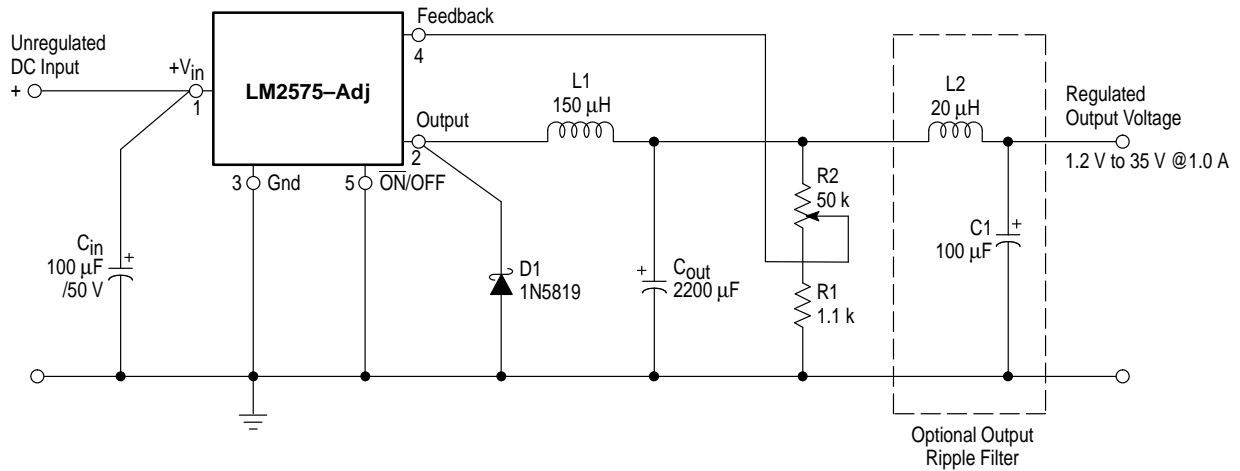 Feedback
4
Unregulated
DC Input
+
+Vin
1
LM2575–Adj
Output
2
3
Gnd
5
ON/OFF
L1
150 µH
L2
20 µH
Regulated
Output Voltage
1.2 V to 35 V @1.0 A
R2
50 k
Cin
100 µF
/50 V
+
D1
1N5819
+
Cout
2200 µF
R1
1.1 k
C1
100 µF
+
Optional Output
Ripple Filter